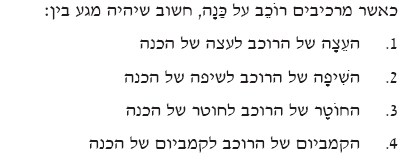 כאשר מרכיבים רוֹכֵב על כַּנָּה, חשוב שיהיה מגע בין:
1. העֵצָה של הרוכב לעצה של הכנה
2. השִׁיפָה של הרוכב לשיפה של הכנה
3. החוֹטֶר של הרוכב לחוטר של הכנה
4. הקמביום של הרוכב לקמביום של הכנה